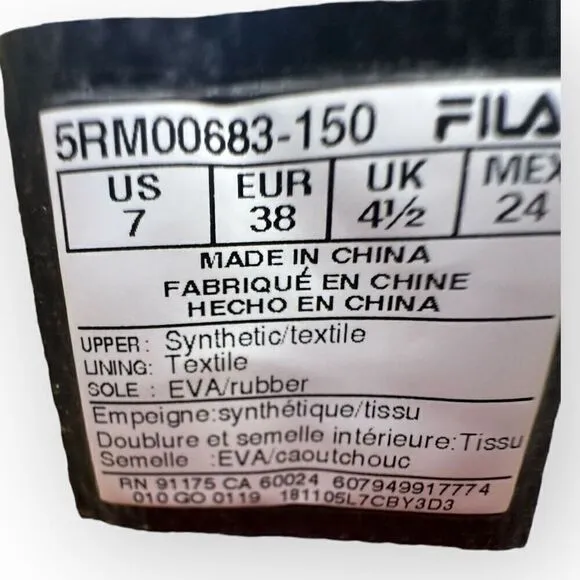 5RM00683-150 FILA
US EUR UK MEX
7 38 4½ 24
MADE IN CHINA
FABRIQUÉ EN CHINE
HECHO EN CHINA
UPPER: Synthetic/textile
LINING: Textile
SOLE : EVA/rubber
Empeigne:synthétique/tissu
Doublure et semelle intérieure:Tissu
Semelle :EVA/caoutchouc
RN 91175 CA 60024 607949917774
010 GO 0119 181105L7CBY3D3